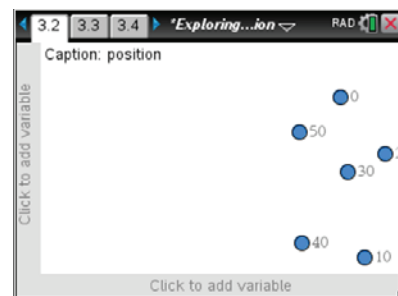 3.2 3.3 3.4 *Exploring...ion RAD
Caption: position
Click to add variable
0
50
30
40
10
Click to add variable